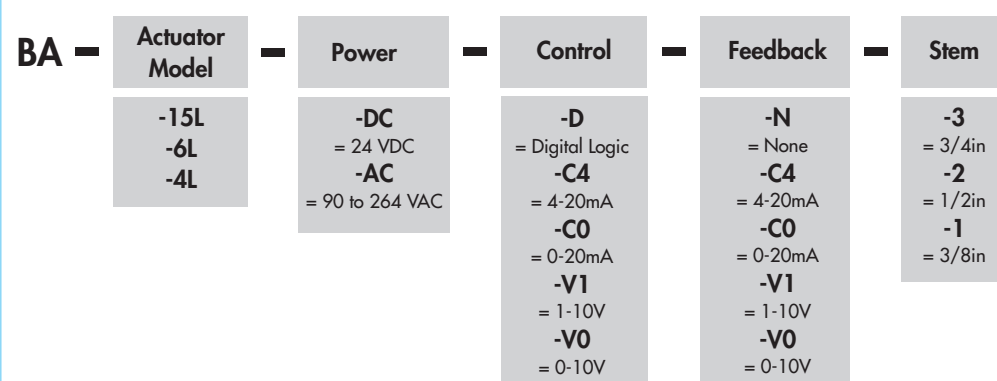 BA – Actuator Model – Power – Control – Feedback – Stem
-15L
-6L
-4L
-DC
= 24 VDC
-AC
= 90 to 264 VAC
-D
= Digital Logic
-C4
= 4-20mA
-C0
= 0-20mA
-V1
= 1-10V
-V0
= 0-10V
-N
= None
-C4
= 4-20mA
-C0
= 0-20mA
-V1
= 1-10V
-V0
= 0-10V
-3
= 3/4in
-2
= 1/2in
-1
= 3/8in